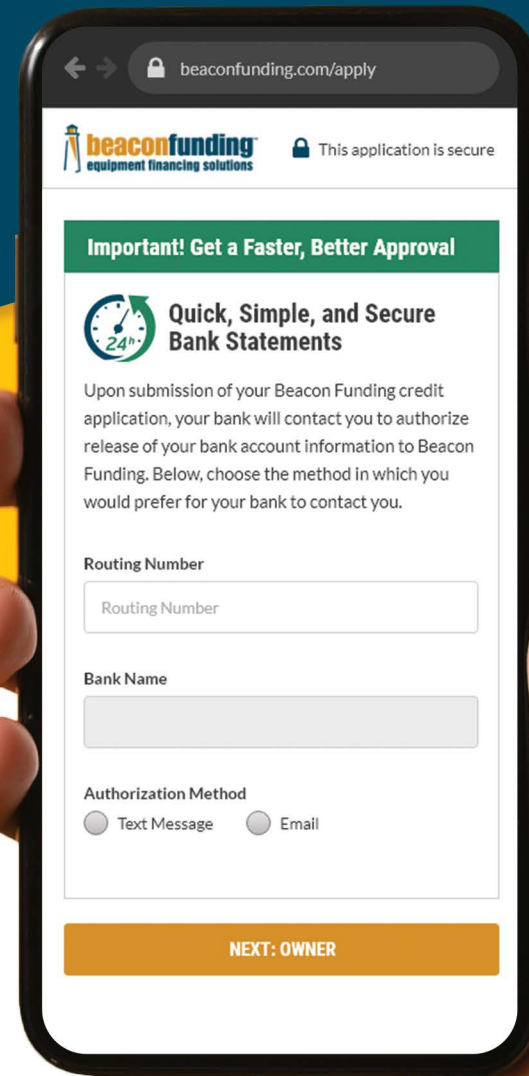 beaconfunding.com/apply
beaconfunding™
equipment financing solutions
This application is secure
Important! Get a Faster, Better Approval
24h
Quick, Simple, and Secure
Bank Statements
Upon submission of your Beacon Funding credit
application, your bank will contact you to authorize
release of your bank account information to Beacon
Funding. Below, choose the method in which you
would prefer for your bank to contact you.
Routing Number
Routing Number
Bank Name
Authorization Method
Text Message Email
NEXT: OWNER